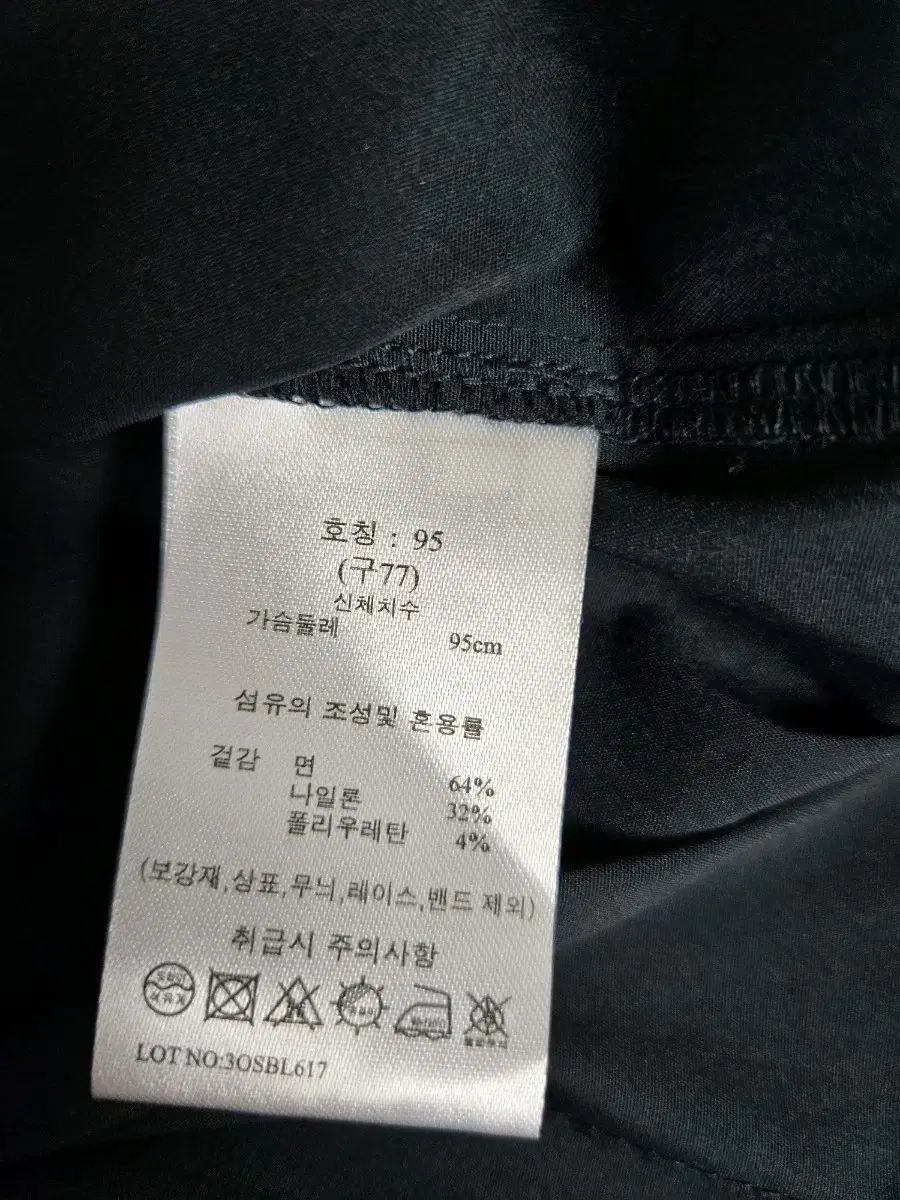 호칭 : 95
(구77)
신체치수
가슴둘레 95cm
섬유의 조성및 혼용률
겉감 면 64%
나일론 32%
폴리우레탄 4%
(보강재,상표,무늬,레이스,밴드 제외)
취급시 주의사항
LOT NO:3OSBL617